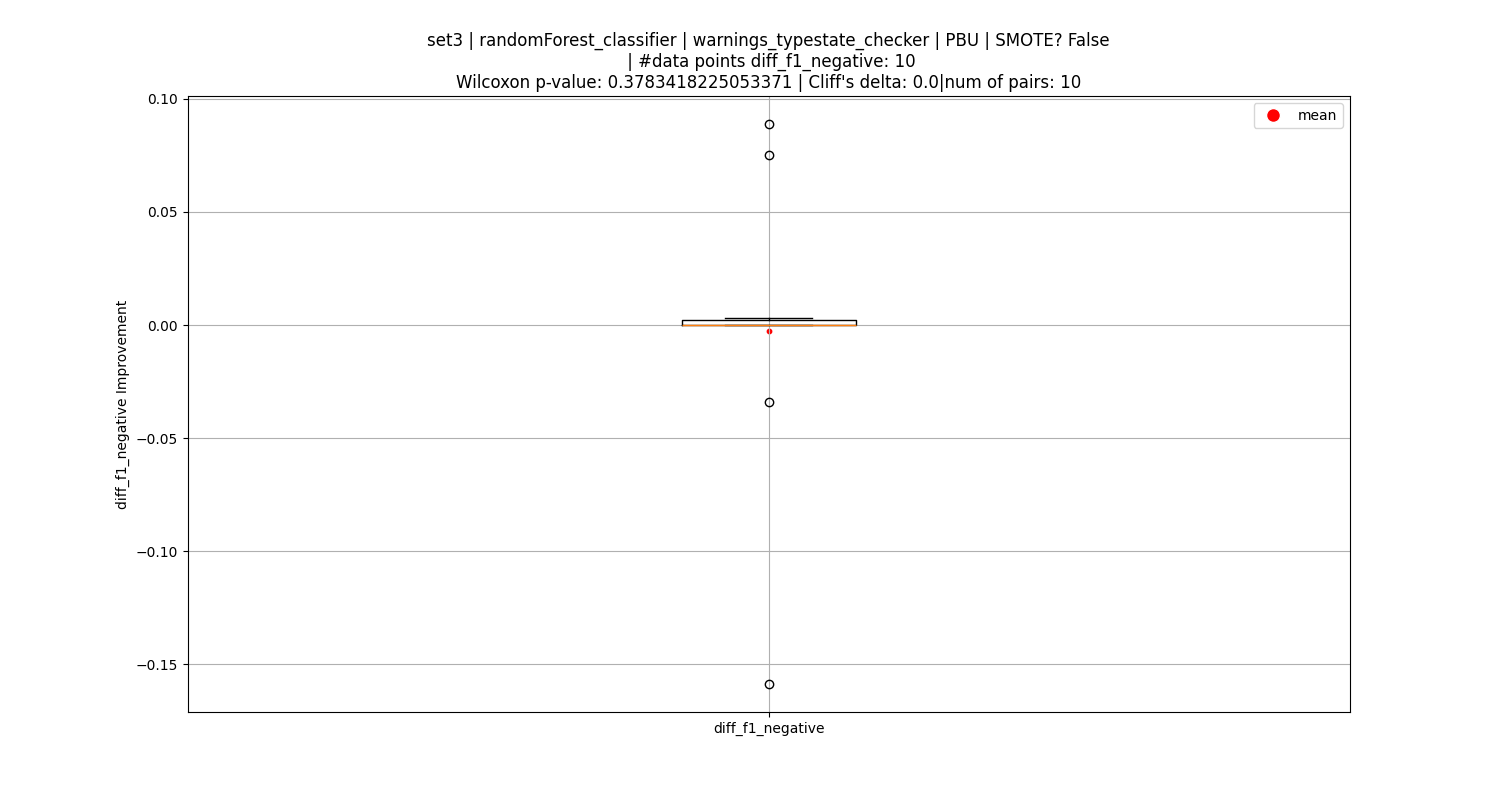 set3 | randomForest_classifier | warnings_typestate_checker | PBU | SMOTE? False
| #data points diff_f1_negative: 10
Wilcoxon p-value: 0.3783418225053371 | Cliff's delta: 0.0|num of pairs: 10
mean
0.10
0.05
0.00
−0.05
−0.10
−0.15
diff_f1_negative Improvement
diff_f1_negative